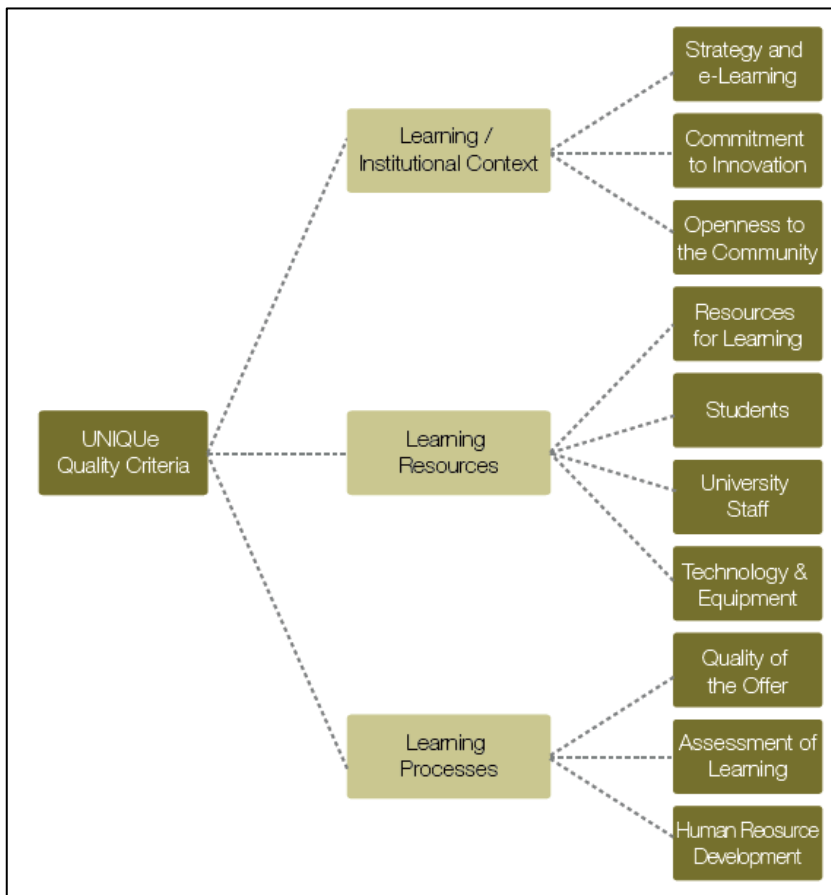 Strategy and
e-Learning
Learning /
Institutional Context
Commitment
to Innovation
Openness to
the Community
Resources
for Learning
Students
UNIQUe
Quality Criteria
Learning
Resources
University
Staff
Technology &
Equipment
Quality of
the Offer
Learning
Processes
Assessment of
Learning
Human Reosurce
Development